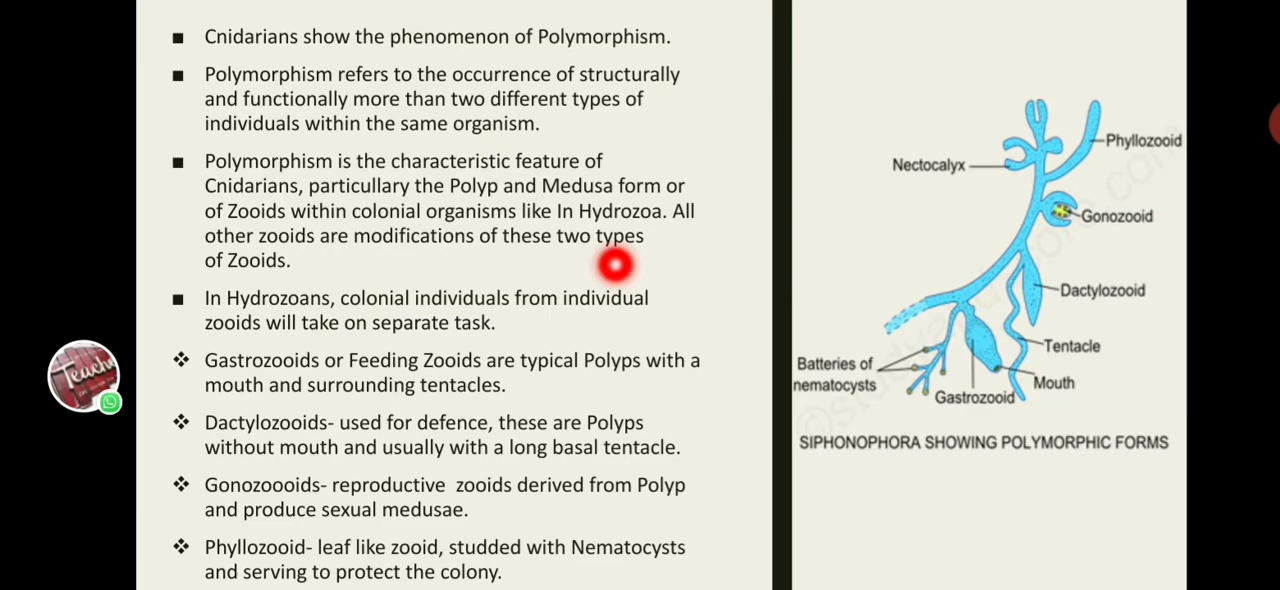 ■ Cnidarians show the phenomenon of Polymorphism.
■ Polymorphism refers to the occurrence of structurally
and functionally more than two different types of
individuals within the same organism.
■ Polymorphism is the characteristic feature of
Cnidarians, particullary the Polyp and Medusa form or
of Zooids within colonial organisms like In Hydrozoa. All
other zooids are modifications of these two types
of Zooids.
■ In Hydrozoans, colonial individuals from individual
zooids will take on separate task.
❖ Gastrozooids or Feeding Zooids are typical Polyps with a
mouth and surrounding tentacles.
❖ Dactylozooids- used for defence, these are Polyps
without mouth and usually with a long basal tentacle.
❖ Gonozoooids- reproductive zooids derived from Polyp
and produce sexual medusae.
❖ Phyllozooid- leaf like zooid, studded with Nematocysts
and serving to protect the colony.
Teach
Phyllozooid
Nectocalyx
Gonozooid
Dactylozooid
Tentacle
Batteries of
nematocysts
Mouth
Gastrozooid
SIPHONOPHORA SHOWING POLYMORPHIC FORMS